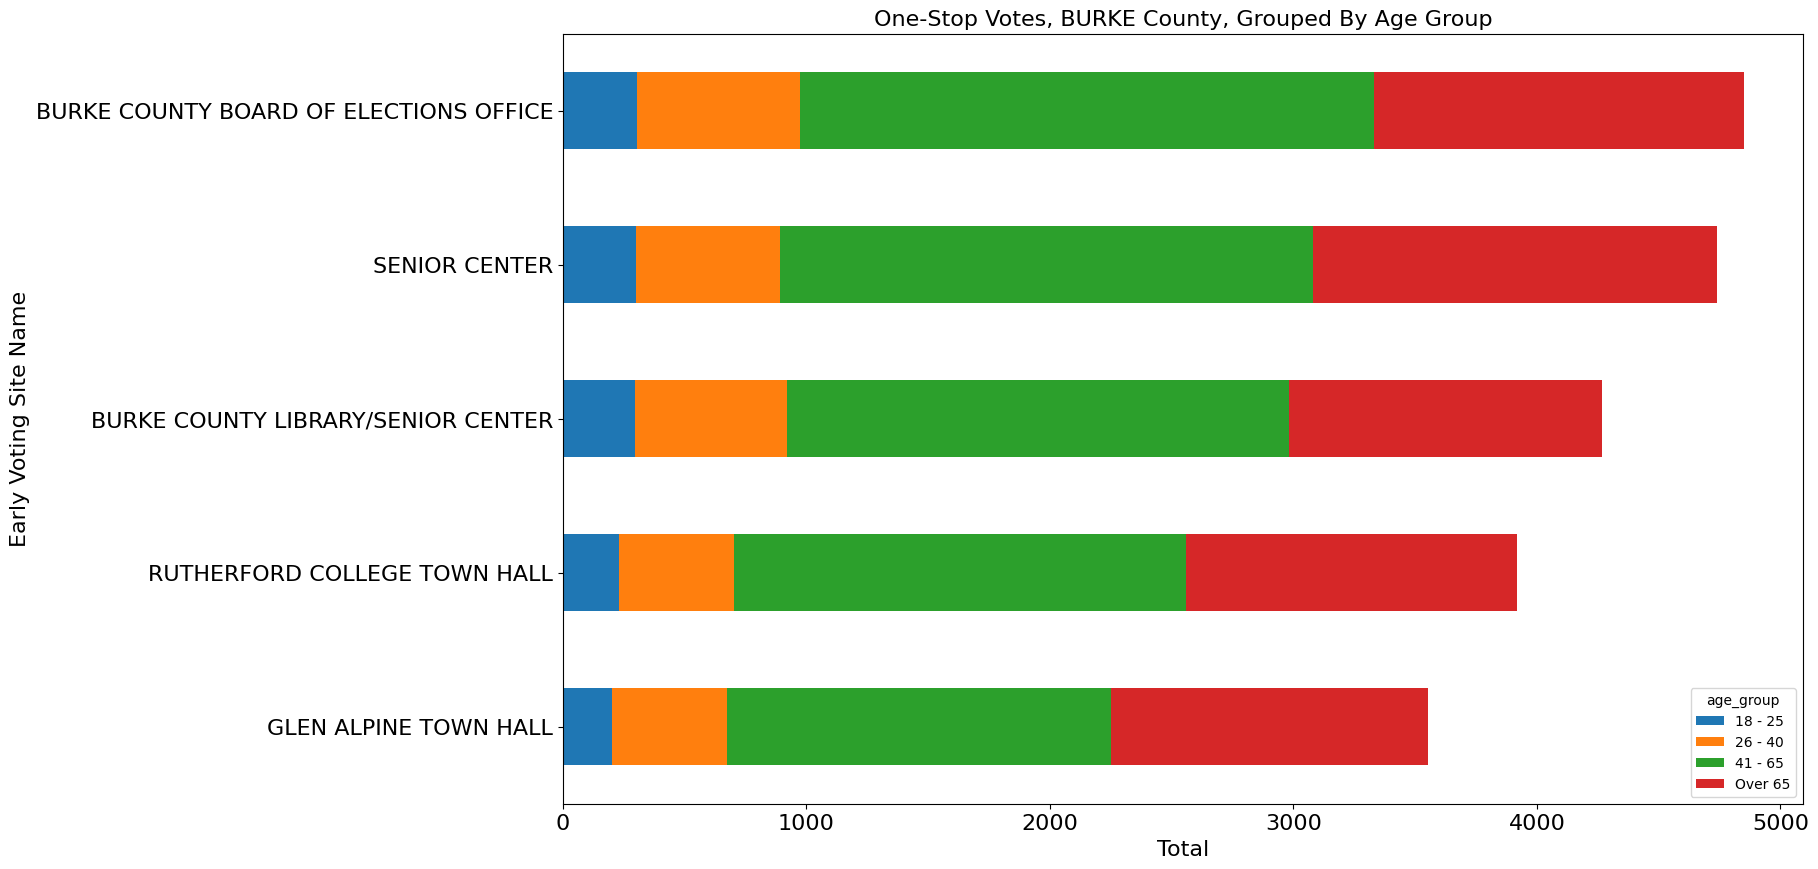 One-Stop Votes, BURKE County, Grouped By Age Group
Early Voting Site Name
BURKE COUNTY BOARD OF ELECTIONS OFFICE
SENIOR CENTER
BURKE COUNTY LIBRARY/SENIOR CENTER
RUTHERFORD COLLEGE TOWN HALL
GLEN ALPINE TOWN HALL
age_group
18 - 25
26 - 40
41 - 65
Over 65
0 1000 2000 3000 4000 5000
Total